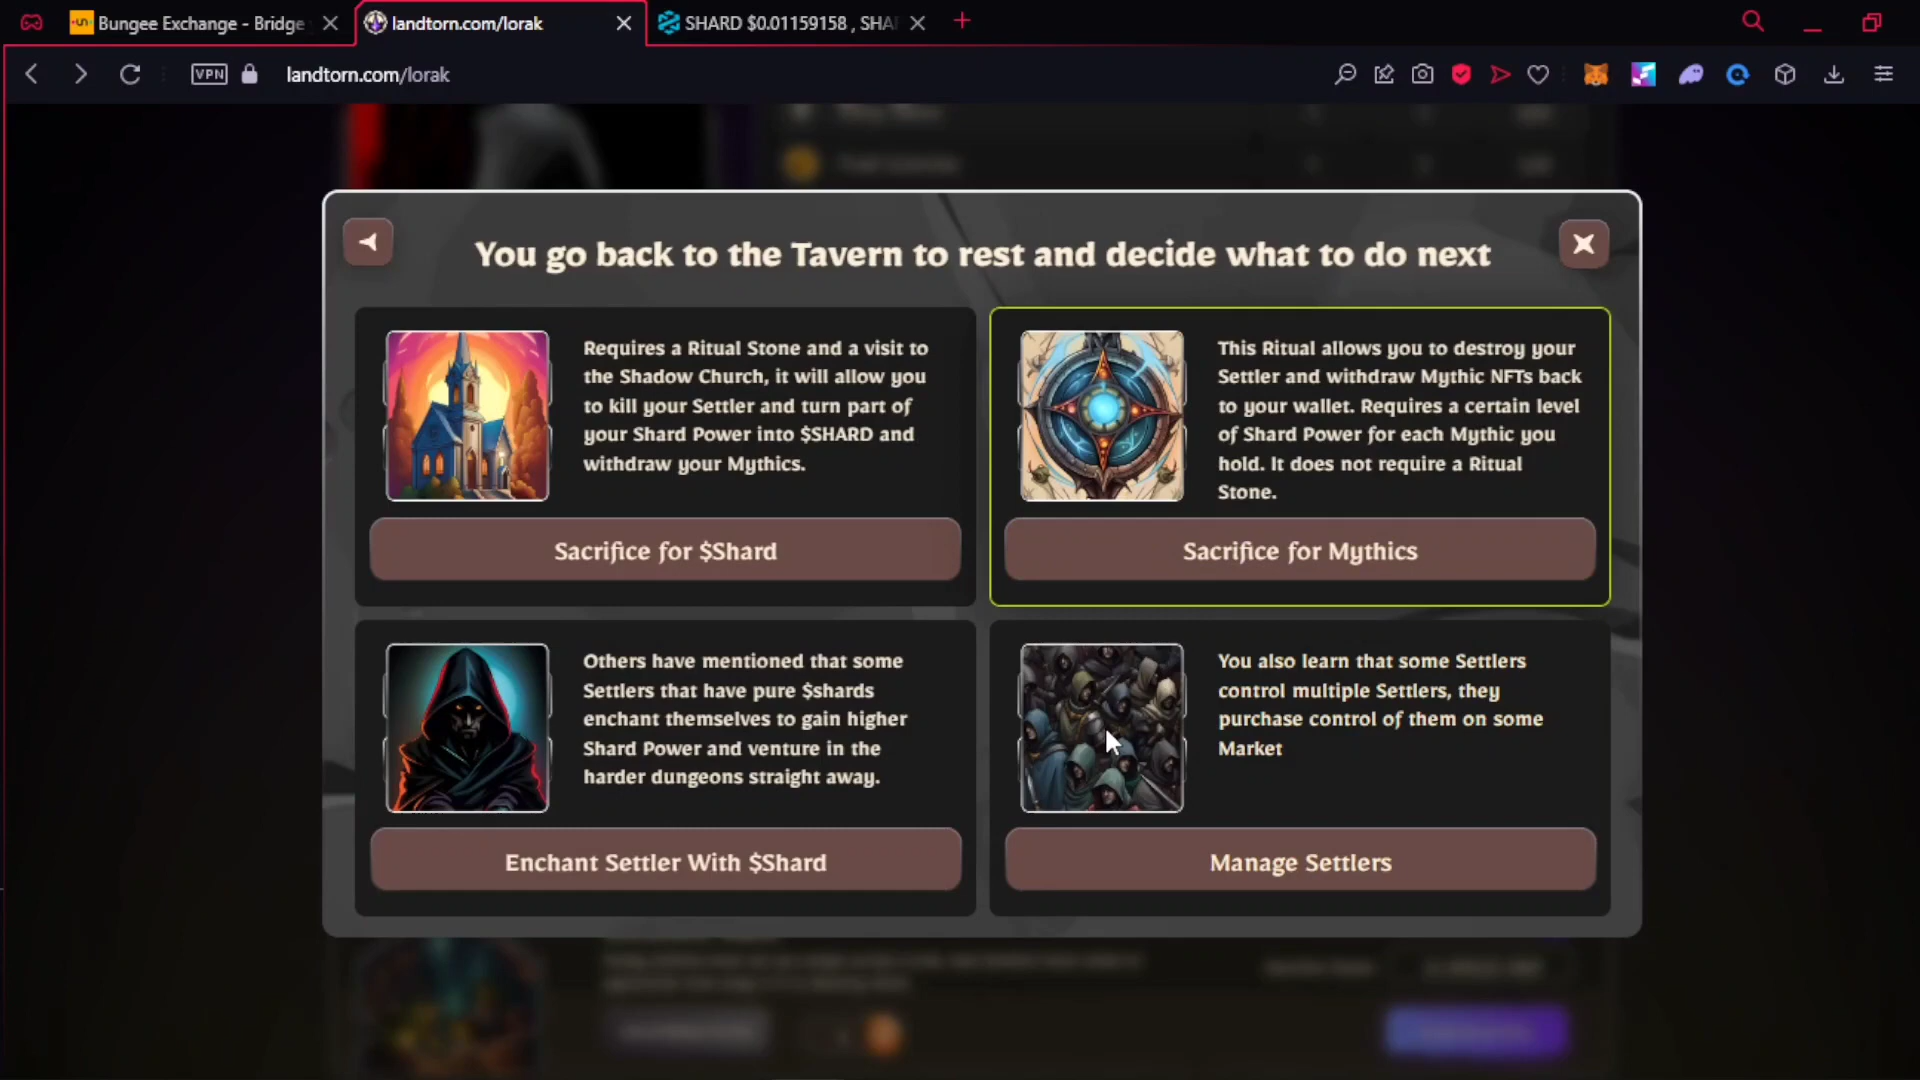 Bungee Exchange - Bridge
landtorn.com/lorak
SHARD $0.01159158 , SHA
VPN
landtorn.com/lorak
You go back to the Tavern to rest and decide what to do next
Requires a Ritual Stone and a visit to
the Shadow Church, it will allow you
to kill your Settler and turn part of
your Shard Power into $SHARD and
withdraw your Mythics.
Sacrifice for $Shard
This Ritual allows you to destroy your
Settler and withdraw Mythic NFTs back
to your wallet. Requires a certain level
of Shard Power for each Mythic you
hold. It does not require a Ritual
Stone.
Sacrifice for Mythics
Others have mentioned that some
Settlers that have pure $shards
enchant themselves to gain higher
Shard Power and venture in the
harder dungeons straight away.
Enchant Settler With $Shard
You also learn that some Settlers
control multiple Settlers, they
purchase control of them on some
Market
Manage Settlers